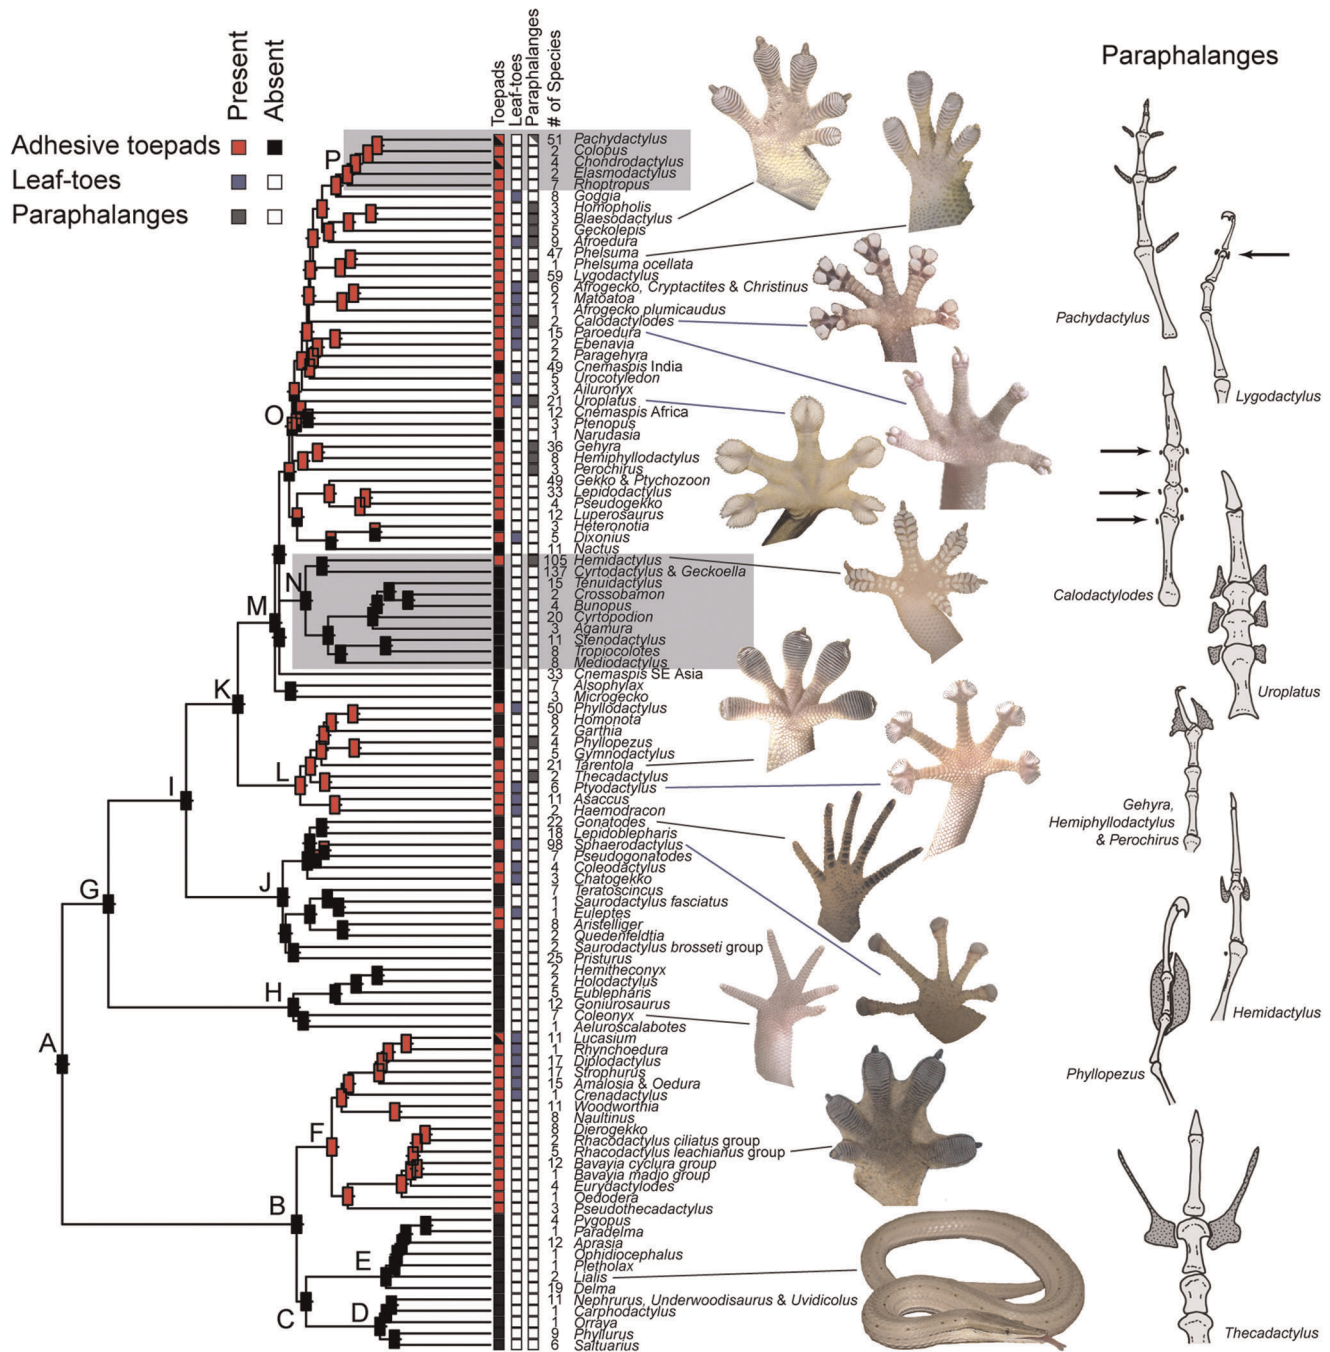 Present
Absent
Adhesive toepads
Leaf-toes
Paraphalanges
Toepads
Leaf-toes
Paraphalanges
# of Species
51 Pachydactylus
2 Colopus
4 Chondrodactylus
2 Elasmodactylus
7 Rhoptropus
8 Goggia
3 Homopholis
3 Blaesodactylus
5 Geckolepis
9 Afroedura
47 Phelsuma
1 Phelsuma ocellata
59 Lygodactylus
6 Afrogecko, Cryptactites & Christinus
2 Matoatoa
1 Afrogecko plumicaudus
2 Calodactylodes
15 Paroedura
2 Ebenavia
2 Paragehyra
49 Cnemaspis India
5 Urocotyledon
3 Ailuronyx
21 Uroplatus
12 Cnemaspis Africa
3 Ptenopus
1 Narudasia
36 Gehyra
8 Hemiphyllodactylus
3 Perochirus
49 Gekko & Ptychozoon
33 Lepidodactylus
4 Pseudogekko
12 Luperosaurus
3 Heteronotia
5 Dixonius
11 Nactus
105 Hemidactylus
137 Cyrtodactylus & Geckoella
15 Tenuidactylus
2 Crossobamon
4 Bunopus
20 Cyrtopodion
3 Agamura
11 Stenodactylus
8 Tropiocolotes
8 Mediodactylus
33 Cnemaspis SE Asia
7 Alsophylax
3 Microgecko
50 Phyllodactylus
8 Homonota
2 Garthia
4 Phyllopezus
5 Gymnodactylus
21 Tarentola
2 Thecadactylus
6 Ptyodactylus
11 Asaccus
2 Haemodracon
22 Gonatodes
18 Lepidoblepharis
98 Sphaerodactylus
7 Pseudogonatodes
4 Coleodactylus
3 Chatogekko
7 Teratoscincus
1 Saurodactylus fasciatus
1 Euleptes
8 Aristelliger
2 Quedenfeldtia
2 Saurodactylus brosseti group
25 Pristurus
2 Hemitheconyx
2 Holodactylus
5 Eublepharis
12 Goniurosaurus
7 Coleonyx
1 Aeluroscalabotes
11 Lucasium
1 Rhynchoedura
17 Diplodactylus
17 Strophurus
15 Amalosia & Oedura
1 Crenadactylus
11 Woodworthia
8 Naultinus
8 Dierogekko
2 Rhacodactylus ciliatus group
5 Rhacodactylus leachianus group
12 Bavayia cyclura group
1 Bavayia madjo group
4 Eurydactylodes
1 Oedodera
3 Pseudothecadactylus
4 Pygopus
1 Paradelma
12 Aprasia
1 Ophidiocephalus
1 Pletholax
2 Lialis
19 Delma
11 Nephrurus, Underwoodisaurus & Uvidicolus
1 Carphodactylus
1 Orraya
9 Phyllurus
6 Saltuarius
P
O
N
M
K
L
I
J
G
H
A
F
B
E
D
C
Paraphalanges
Pachydactylus
Lygodactylus
Calodactylodes
Uroplatus
Gehyra,
Hemiphyllodactylus
& Perochirus
Hemidactylus
Phyllopezus
Thecadactylus